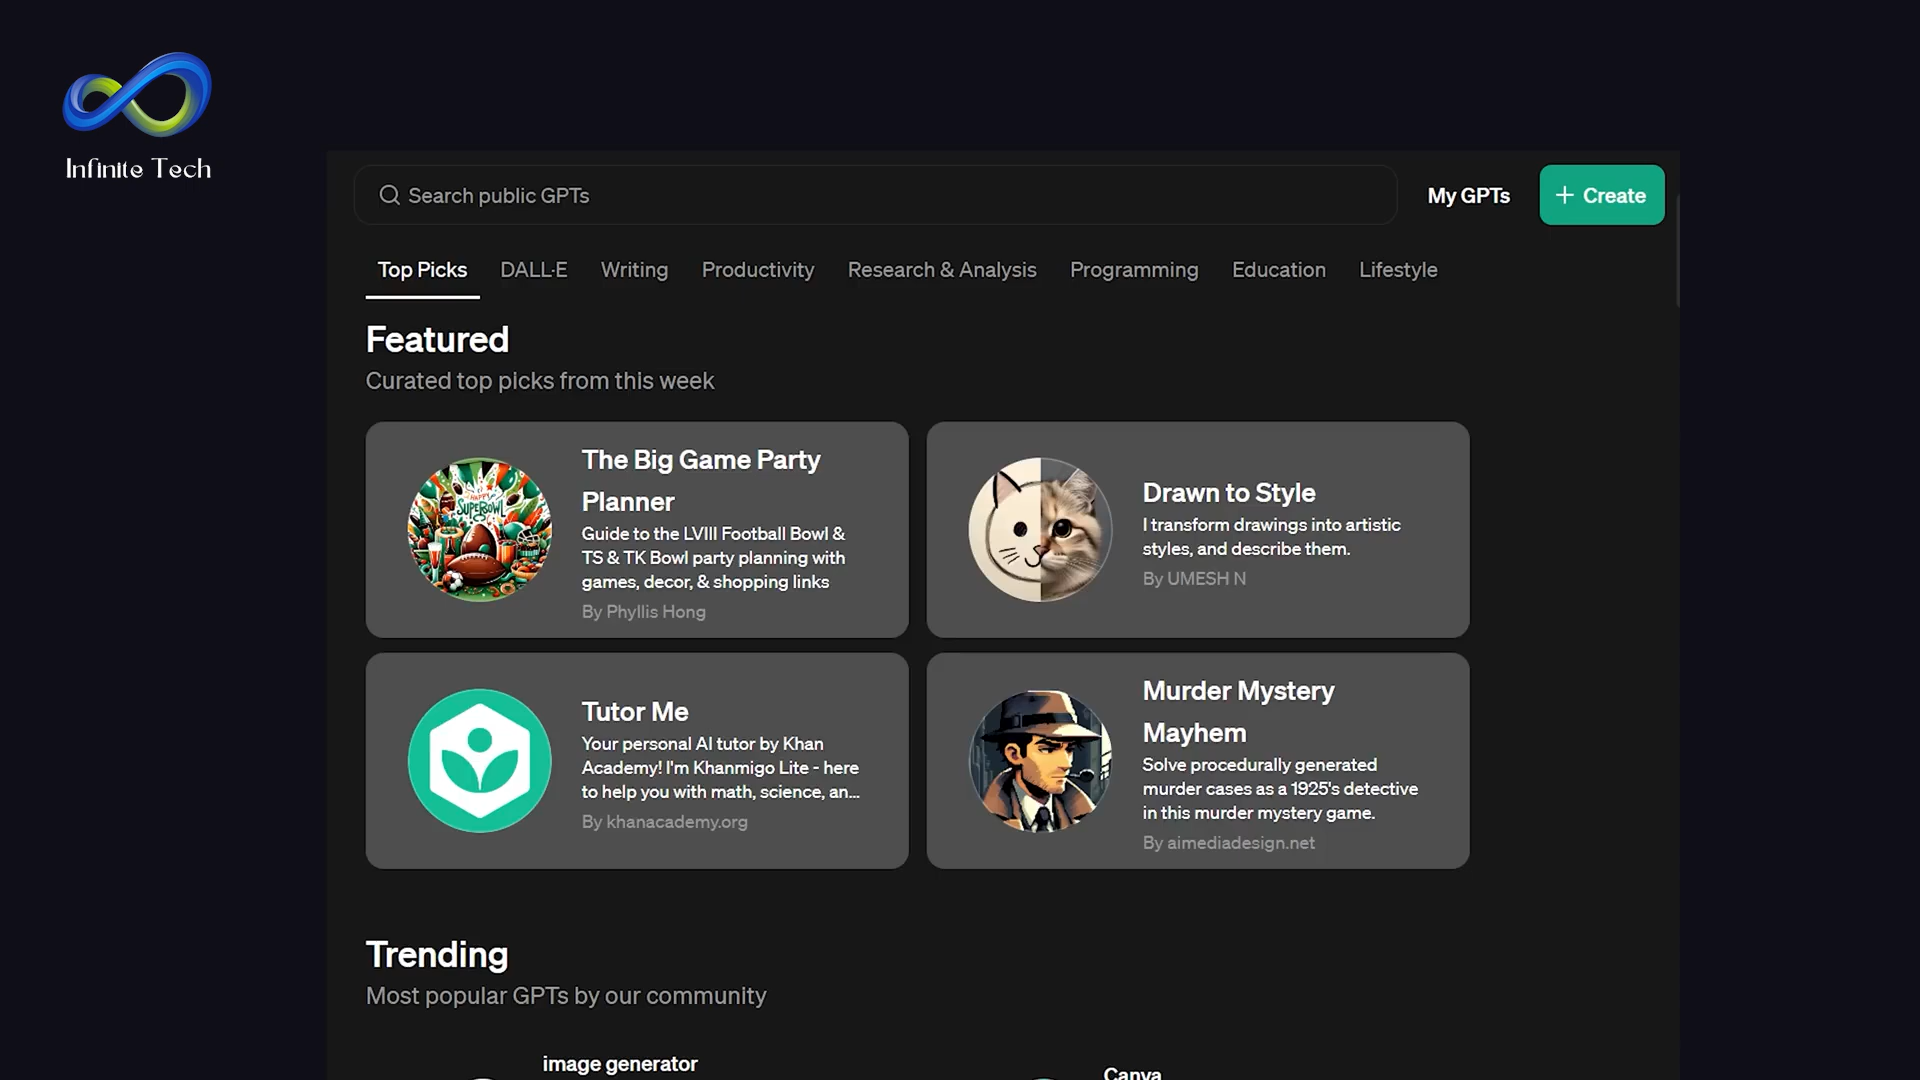 Infinite Tech
Search public GPTs
My GPTs
+ Create
Top Picks
DALL·E
Writing
Productivity
Research & Analysis
Programming
Education
Lifestyle
Featured
Curated top picks from this week
The Big Game Party
Planner
Guide to the LVIII Football Bowl &
TS & TK Bowl party planning with
games, decor, & shopping links
By Phyllis Hong
HAPPY
SUPERBOWL
Drawn to Style
I transform drawings into artistic
styles, and describe them.
By UMESH N
Tutor Me
Your personal AI tutor by Khan
Academy! I'm Khanmigo Lite - here
to help you with math, science, an...
By khanacademy.org
Murder Mystery
Mayhem
Solve procedurally generated
murder cases as a 1925's detective
in this murder mystery game.
By aimediadesign.net
Trending
Most popular GPTs by our community
image generator
Canva